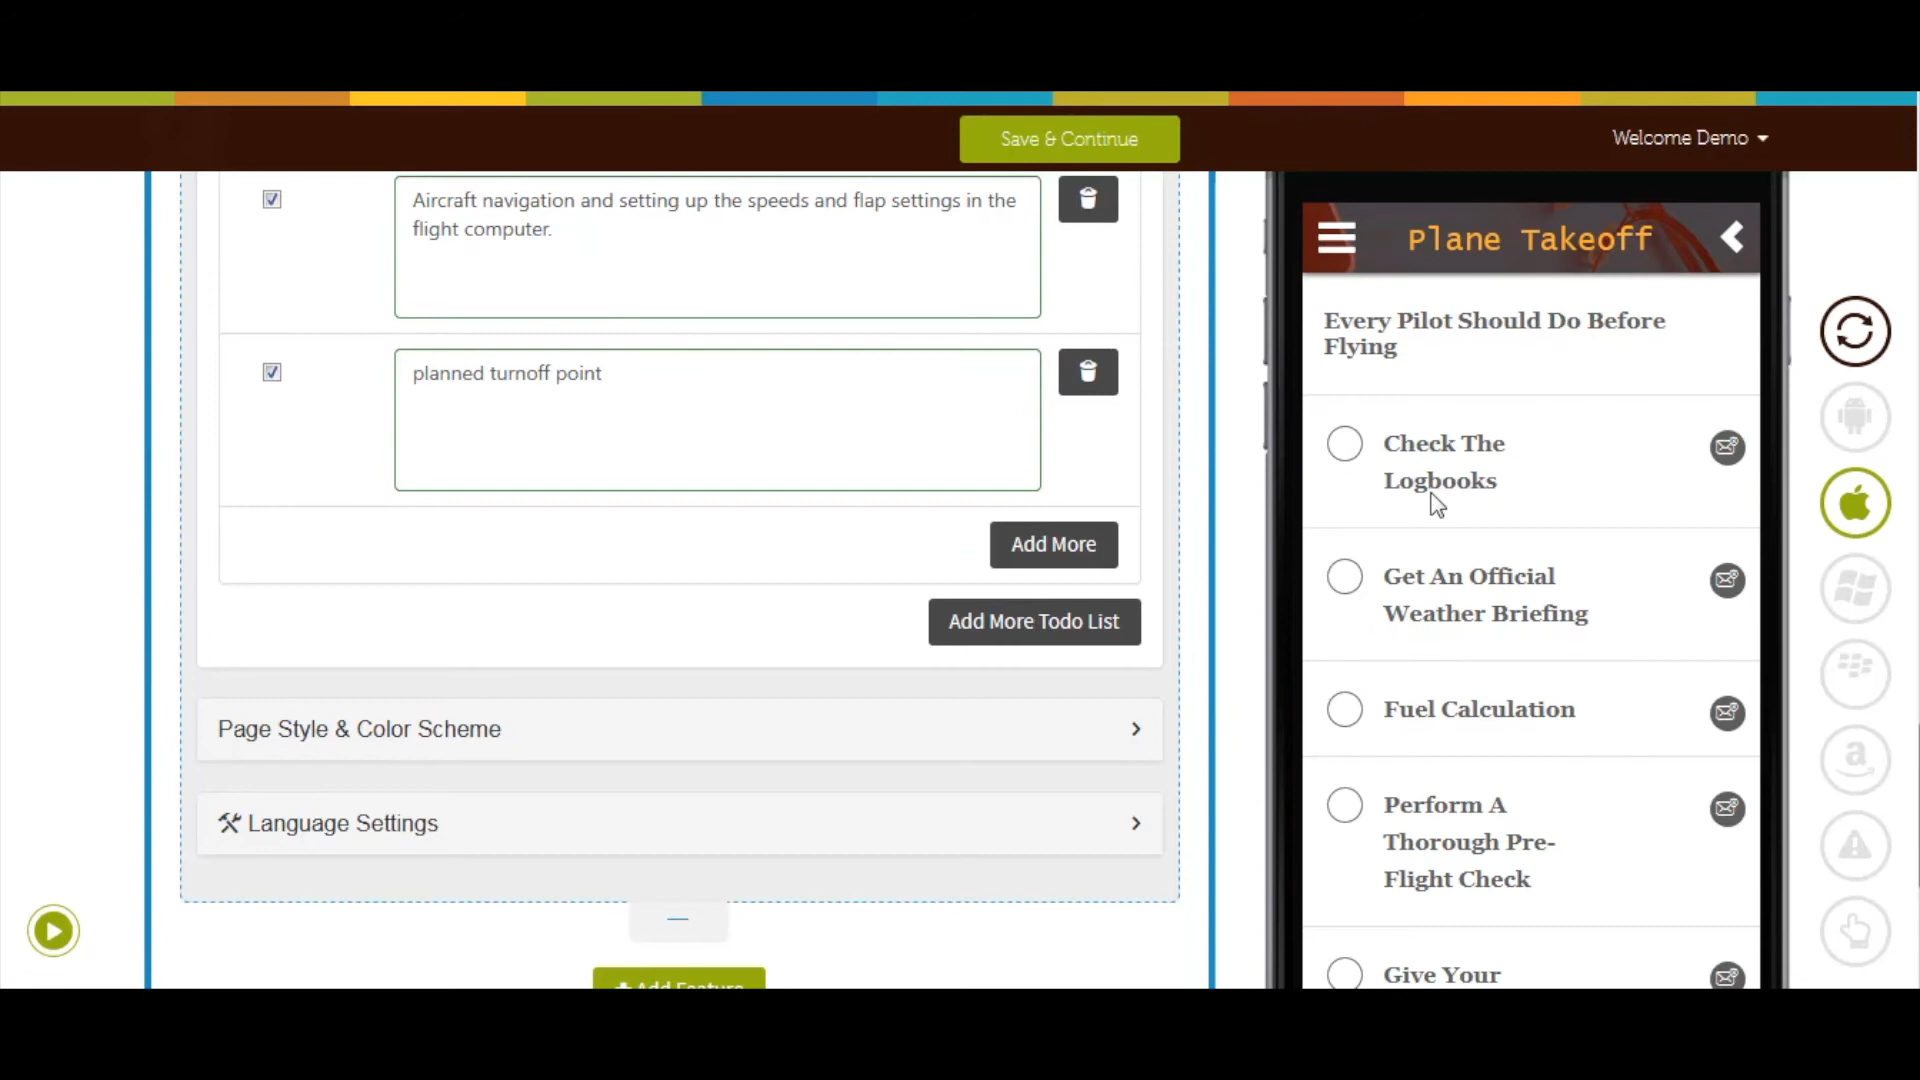 Save & Continue
Welcome Demo
Aircraft navigation and setting up the speeds and flap settings in the
flight computer.
planned turnoff point
Add More
Add More Todo List
Page Style & Color Scheme
Language Settings
Add Feature
Plane Takeoff
Every Pilot Should Do Before
Flying
Check The
Logbooks
Get An Official
Weather Briefing
Fuel Calculation
Perform A
Thorough Pre-
Flight Check
Give Your